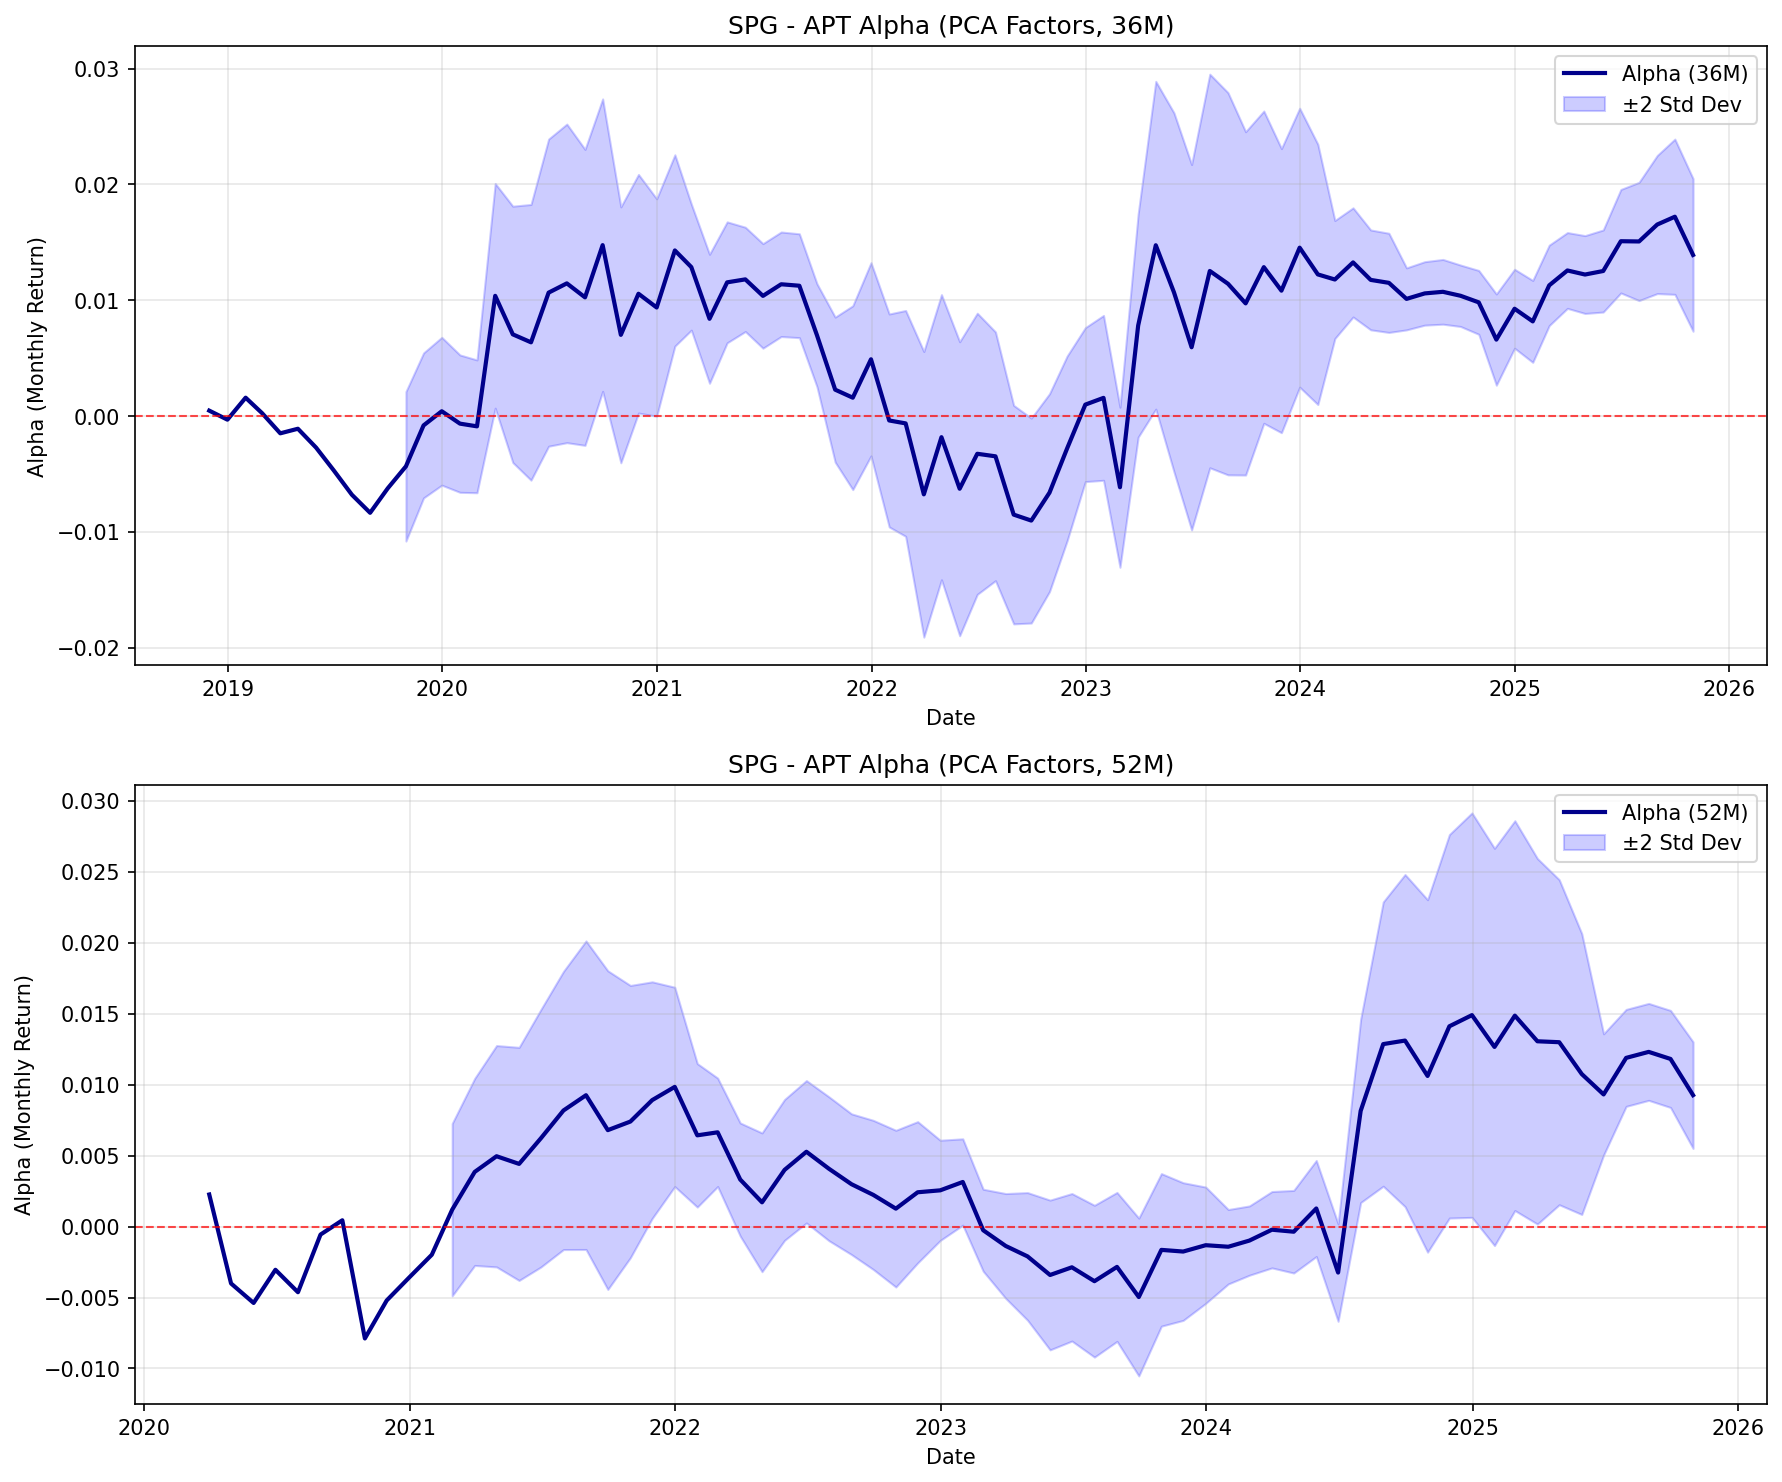 SPG - APT Alpha (PCA Factors, 36M)
Alpha (Monthly Return)
0.03
0.02
0.01
0.00
−0.01
−0.02
Alpha (36M)
±2 Std Dev
2019 2020 2021 2022 2023 2024 2025 2026
Date
SPG - APT Alpha (PCA Factors, 52M)
Alpha (Monthly Return)
0.030
0.025
0.020
0.015
0.010
0.005
0.000
−0.005
−0.010
Alpha (52M)
±2 Std Dev
2020 2021 2022 2023 2024 2025 2026
Date